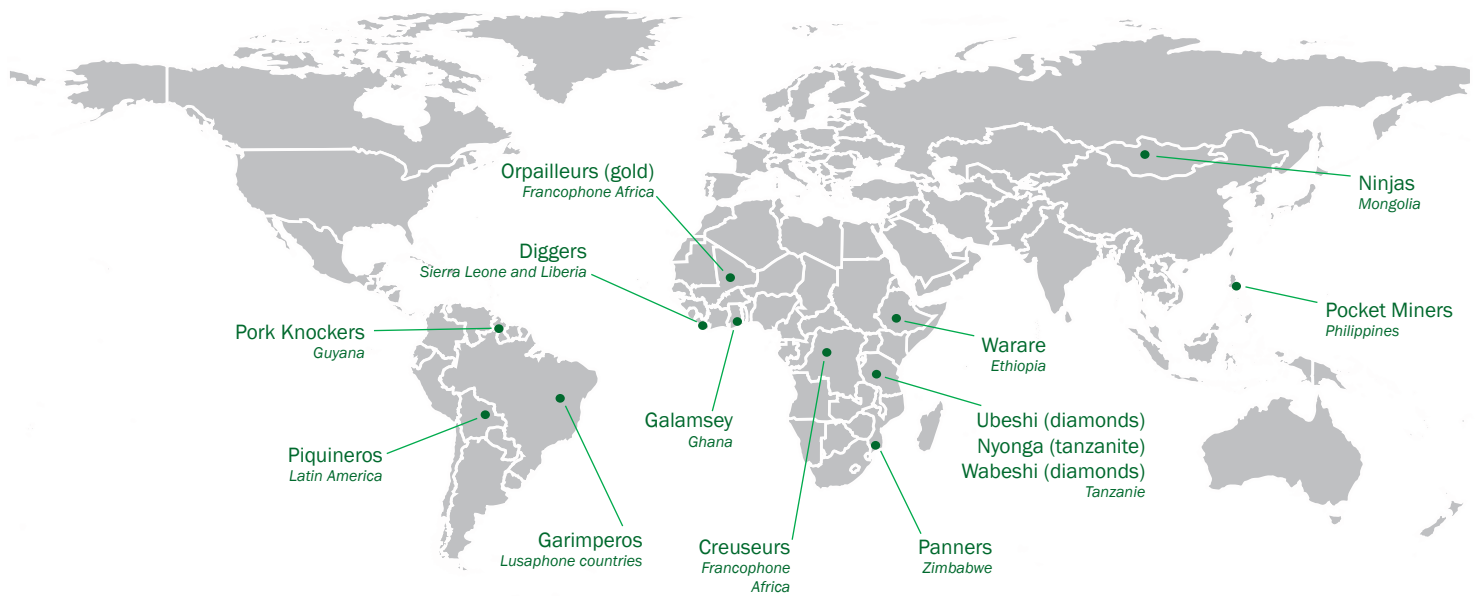 Orpailleurs (gold)
Francophone Africa
Ninjas
Mongolia
Diggers
Sierra Leone and Liberia
Pocket Miners
Philippines
Pork Knockers
Guyana
Warare
Ethiopia
Galamsey
Ghana
Ubeshi (diamonds)
Nyonga (tanzanite)
Wabeshi (diamonds)
Tanzanie
Piquineros
Latin America
Garimperos
Lusaphone countries
Creuseurs
Francophone
Africa
Panners
Zimbabwe